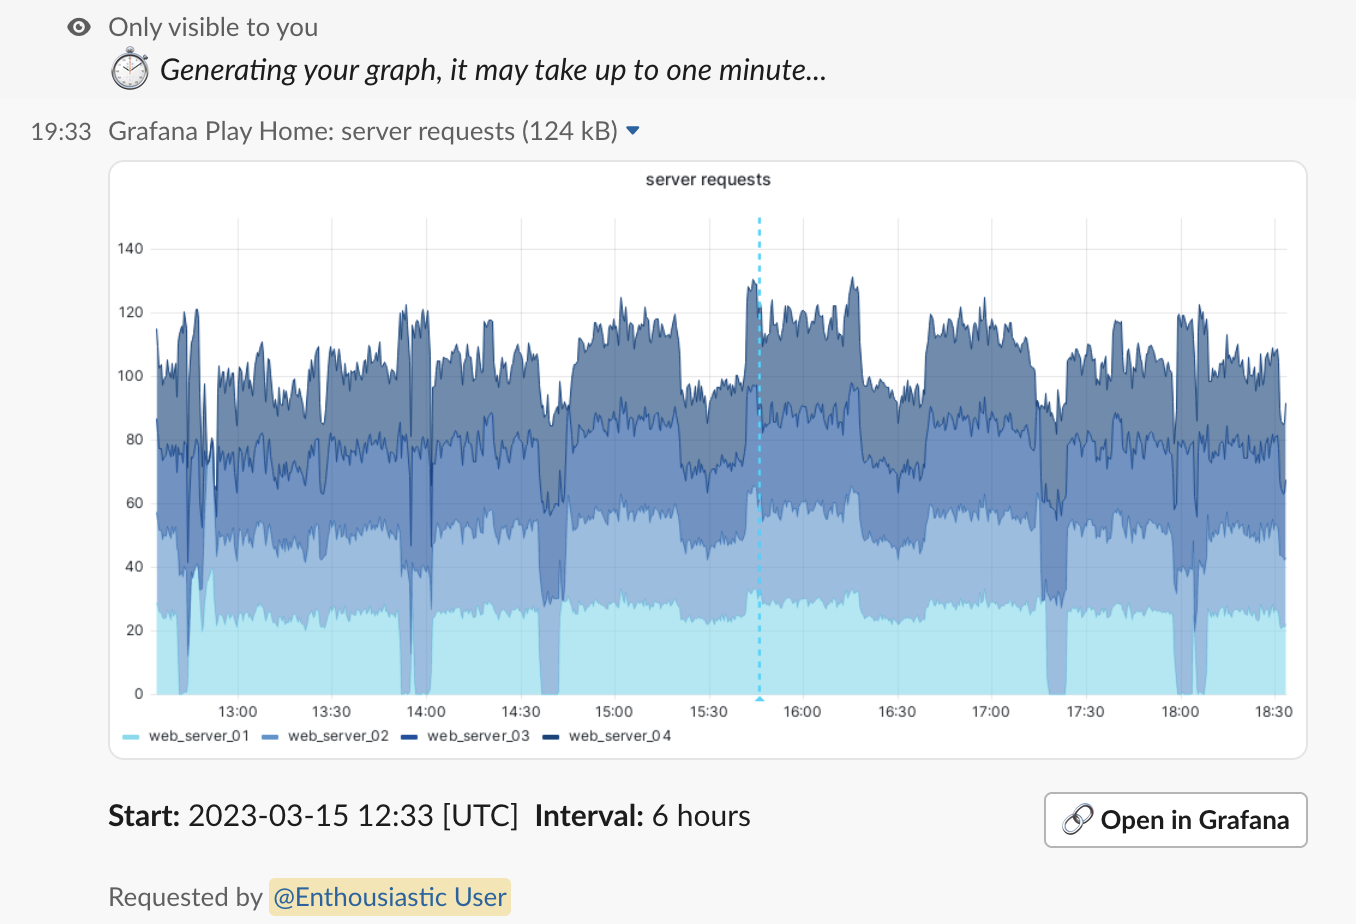 Only visible to you
Generating your graph, it may take up to one minute...
19:33 Grafana Play Home: server requests (124 kB)
server requests
140
120
100
80
60
40
20
0
13:00 13:30 14:00 14:30 15:00 15:30 16:00 16:30 17:00 17:30 18:00 18:30
web_server_01 web_server_02 web_server_03 web_server_04
Start: 2023-03-15 12:33 [UTC] Interval: 6 hours
Open in Grafana
Requested by @Enthousiastic User